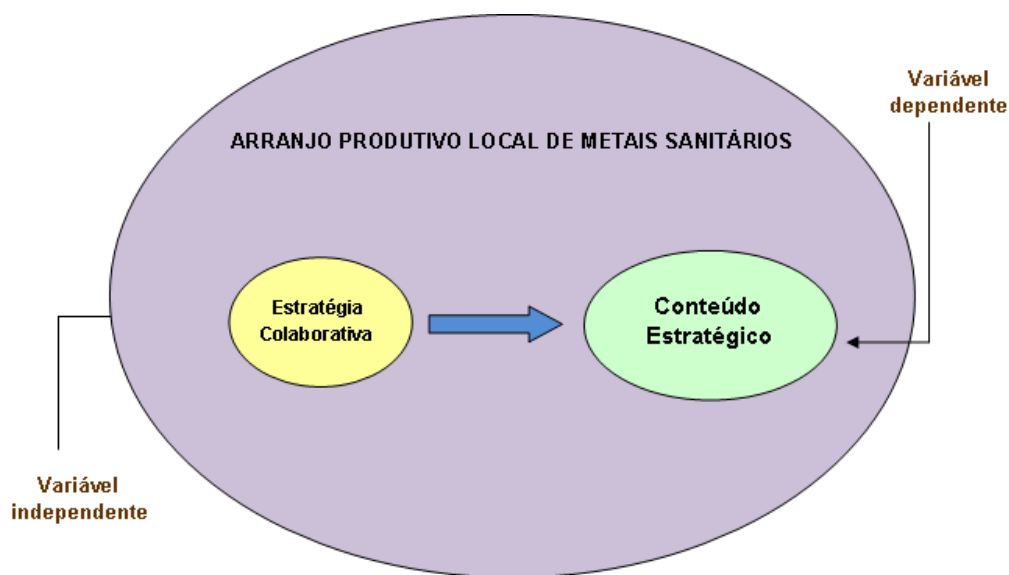 Variável
dependente
ARRANJO PRODUTIVO LOCAL DE METAIS SANITÁRIOS
Estratégia
Colaborativa
Conteúdo
Estratégico
Variável
independente